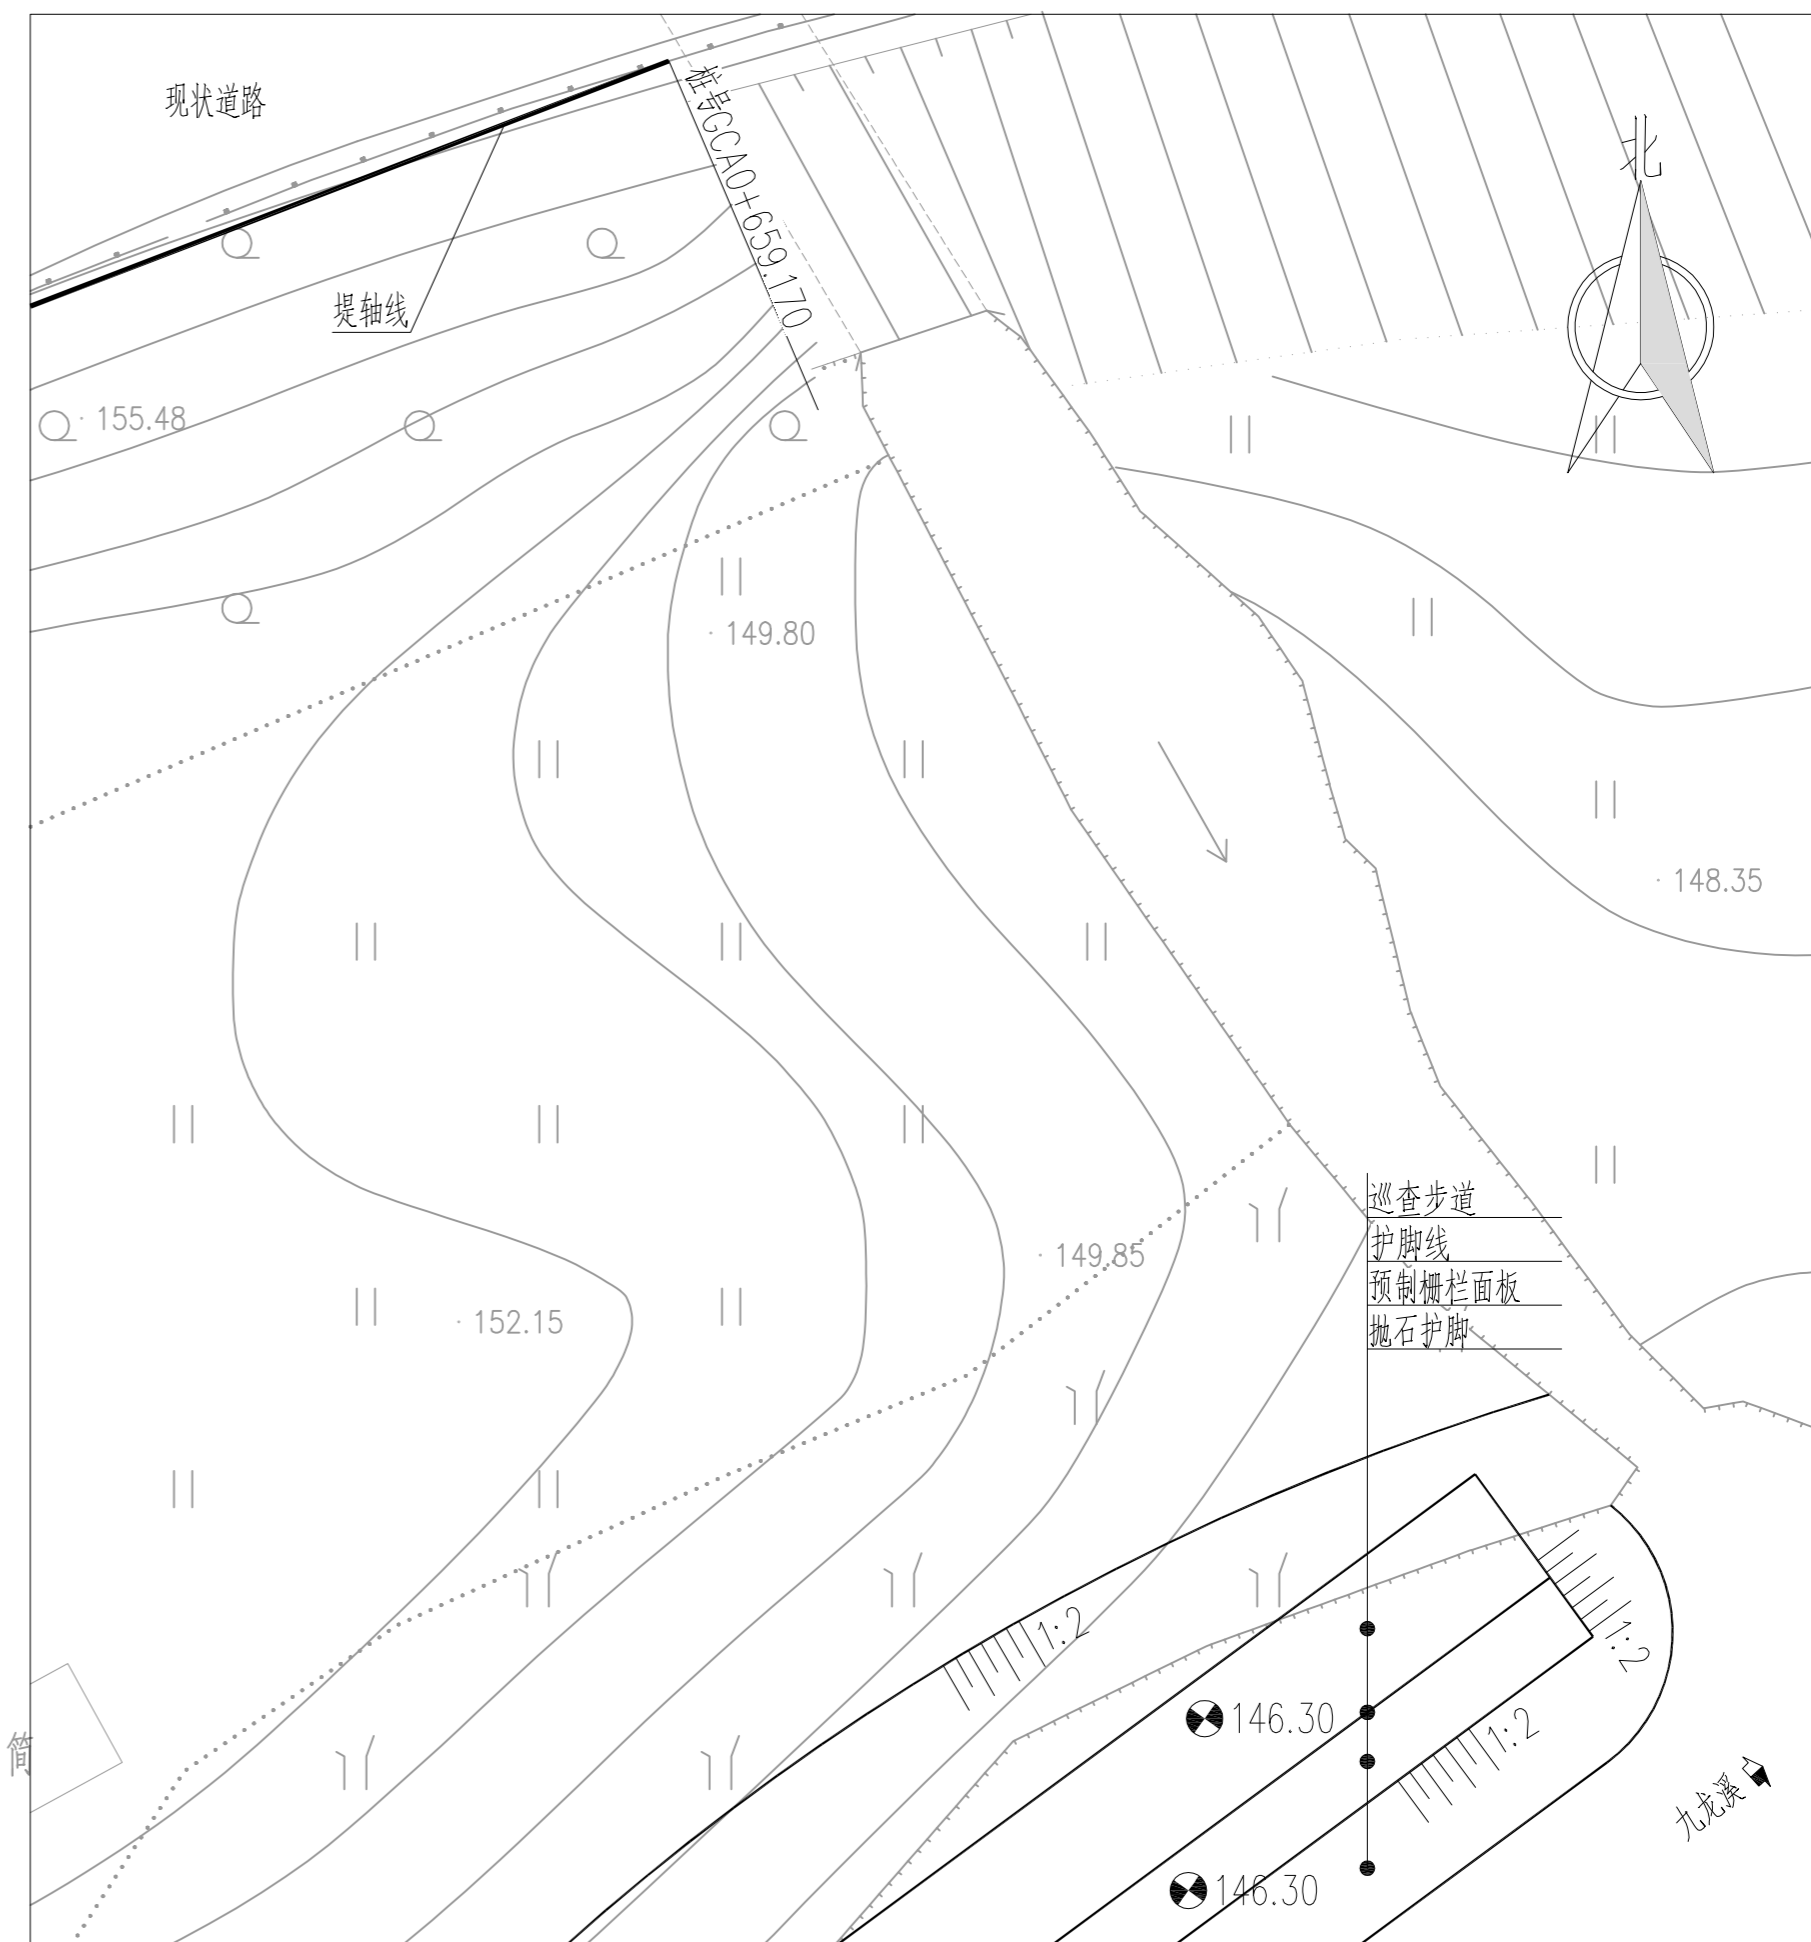 现状道路
桩号GCA0+659.170
北
堤轴线
155.48
149.80
148.35
巡查步道
149.85
护脚线
预制栅栏面板
152.15
抛石护脚
1:2
1:2
146.30
1:2
简
九龙溪
146.30